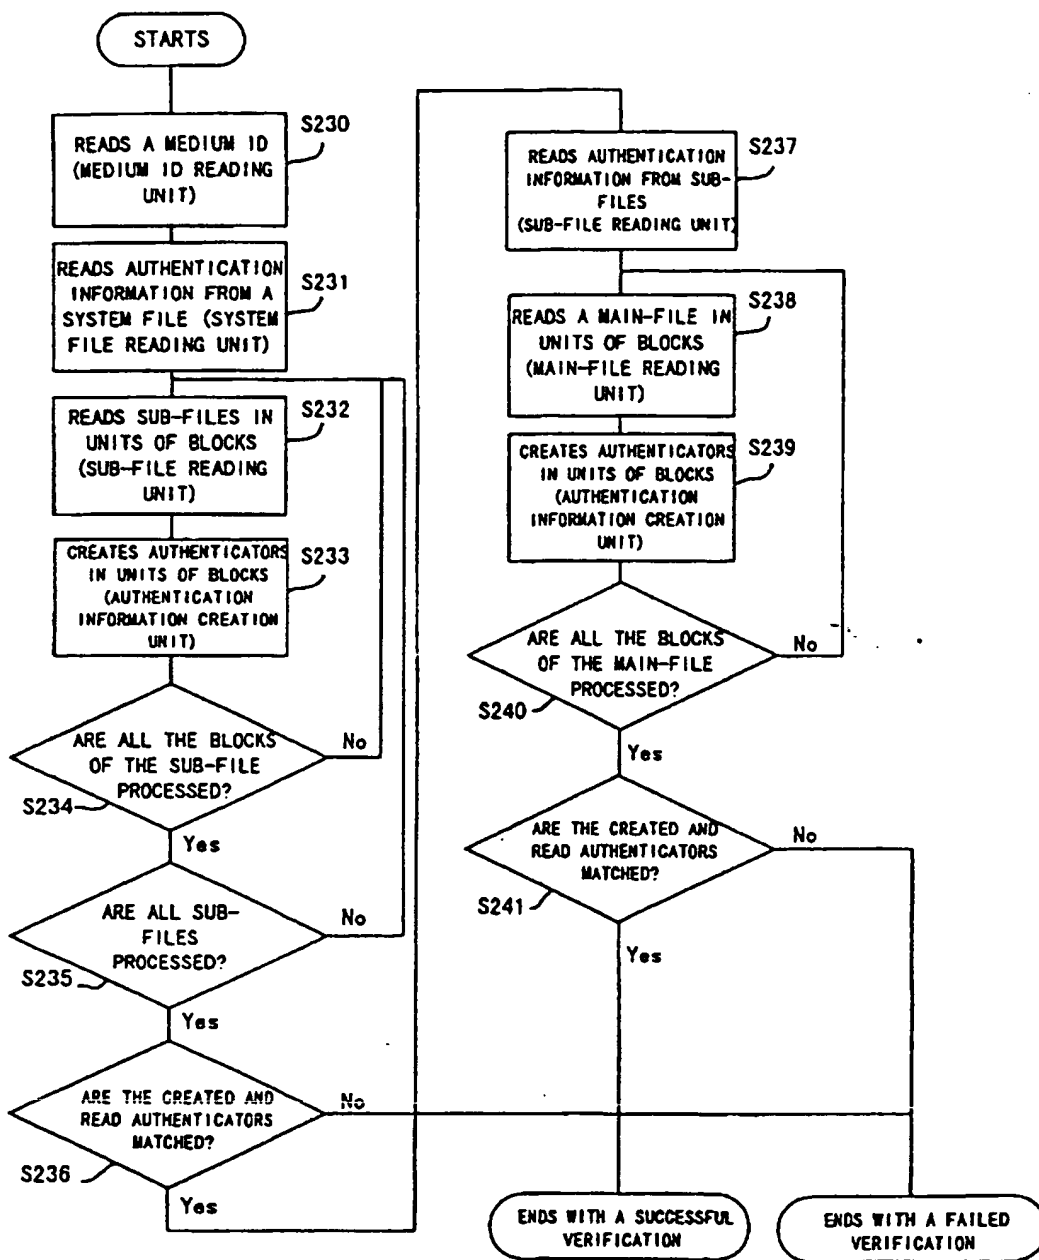 STARTS
S230
READS A MEDIUM ID
(MEDIUM ID READING
UNIT)
S231
READS AUTHENTICATION
INFORMATION FROM A
SYSTEM FILE (SYSTEM
FILE READING UNIT)
S232
READS SUB-FILES IN
UNITS OF BLOCKS
(SUB-FILE READING
UNIT)
S233
CREATES AUTHENTICATORS
IN UNITS OF BLOCKS
(AUTHENTICATION
INFORMATION CREATION
UNIT)
ARE ALL THE BLOCKS
OF THE SUB-FILE
PROCESSED?
No
S234
Yes
ARE ALL SUB-
FILES
PROCESSED?
No
S235
Yes
ARE THE CREATED AND
READ AUTHENTICATORS
MATCHED?
No
S236
Yes
S237
READS AUTHENTICATION
INFORMATION FROM SUB-
FILES
(SUB-FILE READING UNIT)
S238
READS A MAIN-FILE IN
UNITS OF BLOCKS
(MAIN-FILE READING
UNIT)
S239
CREATES AUTHENTICATORS
IN UNITS OF BLOCKS
(AUTHENTICATION
INFORMATION CREATION
UNIT)
ARE ALL THE BLOCKS
OF THE MAIN-FILE
PROCESSED?
No
S240
Yes
ARE THE CREATED AND
READ AUTHENTICATORS
MATCHED?
No
S241
Yes
ENDS WITH A SUCCESSFUL
VERIFICATION
ENDS WITH A FAILED
VERIFICATION